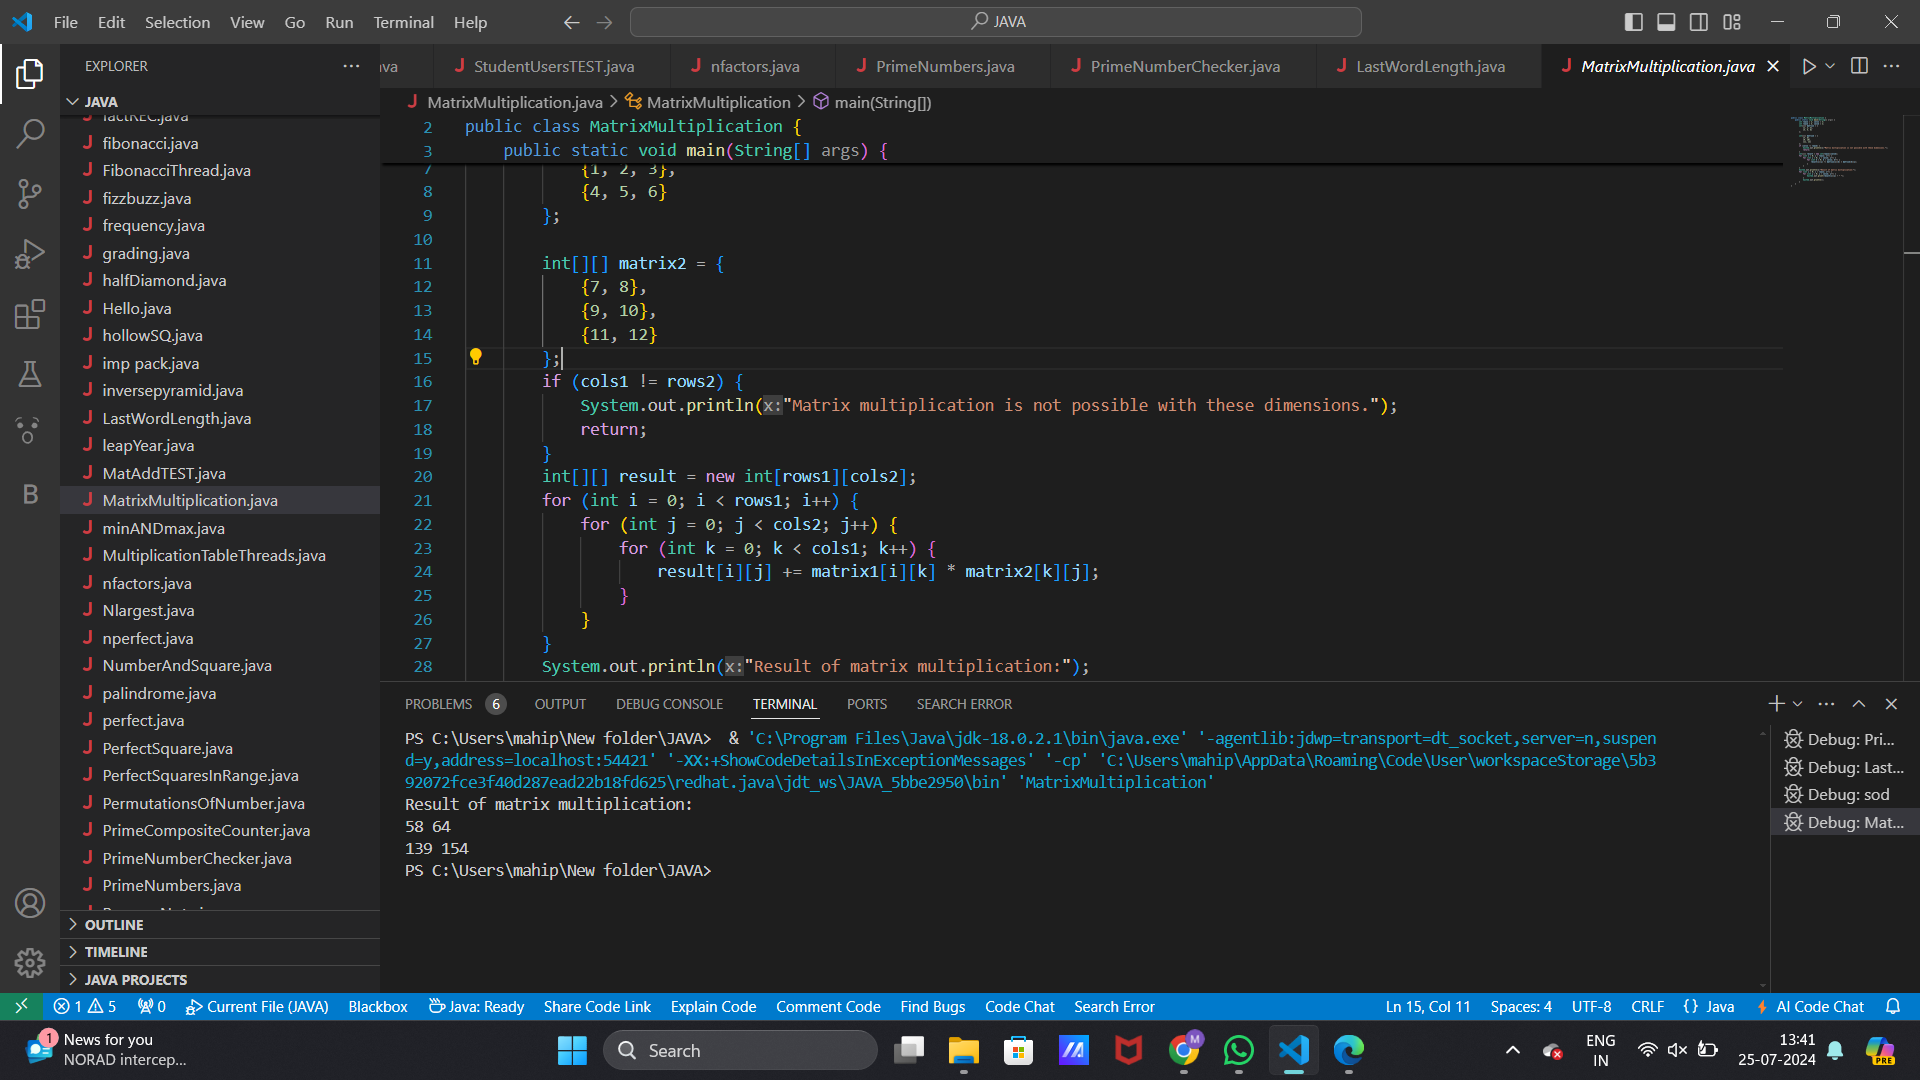 File Edit Selection View Go Run Terminal Help
JAVA
EXPLORER
JAVA
factREC.java
fibonacci.java
FibonacciThread.java
fizzbuzz.java
frequency.java
grading.java
halfDiamond.java
Hello.java
hollowSQ.java
imp pack.java
inversepyramid.java
LastWordLength.java
leapYear.java
MatAddTEST.java
MatrixMultiplication.java
minANDmax.java
MultiplicationTableThreads.java
nfactors.java
Nlargest.java
nperfect.java
NumberAndSquare.java
palindrome.java
perfect.java
PerfectSquare.java
PerfectSquaresInRange.java
PermutationsOfNumber.java
PrimeCompositeCounter.java
PrimeNumberChecker.java
PrimeNumbers.java
OUTLINE
TIMELINE
JAVA PROJECTS
va StudentUsersTEST.java nfactors.java PrimeNumbers.java PrimeNumberChecker.java LastWordLength.java MatrixMultiplication.java
MatrixMultiplication.java > MatrixMultiplication > main(String[])
2 public class MatrixMultiplication {
3 public static void main(String[] args) {
7 {1, 2, 3},
8 {4, 5, 6}
9 };
10
11 int[][] matrix2 = {
12 {7, 8},
13 {9, 10},
14 {11, 12}
15 };
16 if (cols1 != rows2) {
17 System.out.println(x:"Matrix multiplication is not possible with these dimensions.");
18 return;
19 }
20 int[][] result = new int[rows1][cols2];
21 for (int i = 0; i < rows1; i++) {
22 for (int j = 0; j < cols2; j++) {
23 for (int k = 0; k < cols1; k++) {
24 result[i][j] += matrix1[i][k] * matrix2[k][j];
25 }
26 }
27 }
28 System.out.println(x:"Result of matrix multiplication:");
PROBLEMS 6 OUTPUT DEBUG CONSOLE TERMINAL PORTS SEARCH ERROR
PS C:\Users\mahip\New folder\JAVA>  & 'C:\Program Files\Java\jdk-18.0.2.1\bin\java.exe' '-agentlib:jdwp=transport=dt_socket,server=n,suspen
d=y,address=localhost:54421' '-XX:+ShowCodeDetailsInExceptionMessages' '-cp' 'C:\Users\mahip\AppData\Roaming\Code\User\workspaceStorage\5b3
92072fce3f40d287ead22b18fd625\redhat.java\jdt_ws\JAVA_5bbe2950\bin' 'MatrixMultiplication'
Result of matrix multiplication:
58 64
139 154
PS C:\Users\mahip\New folder\JAVA>
Debug: Pri...
Debug: Last...
Debug: sod
Debug: Mat...
1 5 0 Current File (JAVA) Blackbox Java: Ready Share Code Link Explain Code Comment Code Find Bugs Code Chat Search Error Ln 15, Col 11 Spaces: 4 UTF-8 CRLF {} Java AI Code Chat
1 News for you
NORAD intercep...
Search
M
ENG
IN
13:41
25-07-2024
PRE